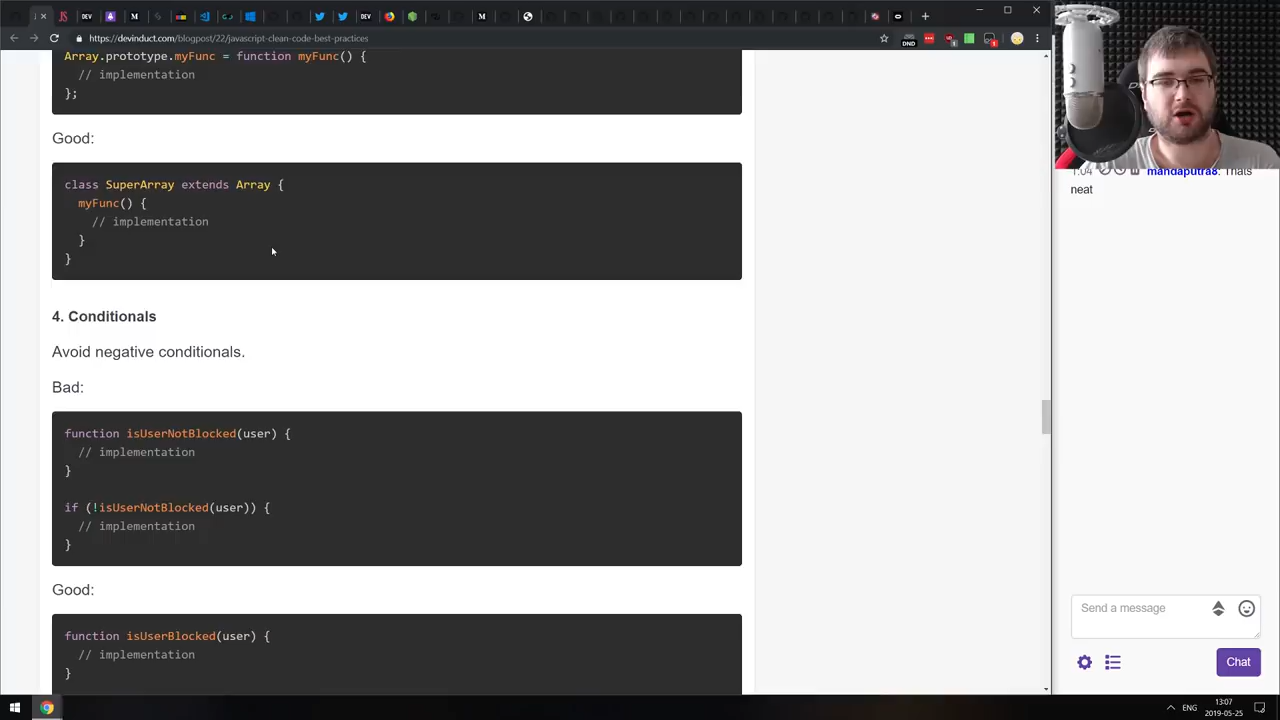 https://devinduct.com/blogpost/22/javascript-clean-code-best-practices
Array.prototype.myFunc = function myFunc() {
// implementation
};
Good:
class SuperArray extends Array {
myFunc() {
// implementation
}
}
4. Conditionals
Avoid negative conditionals.
Bad:
function isUserNotBlocked(user) {
// implementation
}
if (!isUserNotBlocked(user)) {
// implementation
}
Good:
function isUserBlocked(user) {
// implementation
}
1:04 mandaputra8: Thats
neat
Send a message
Chat
ENG
13:07
2019-05-25